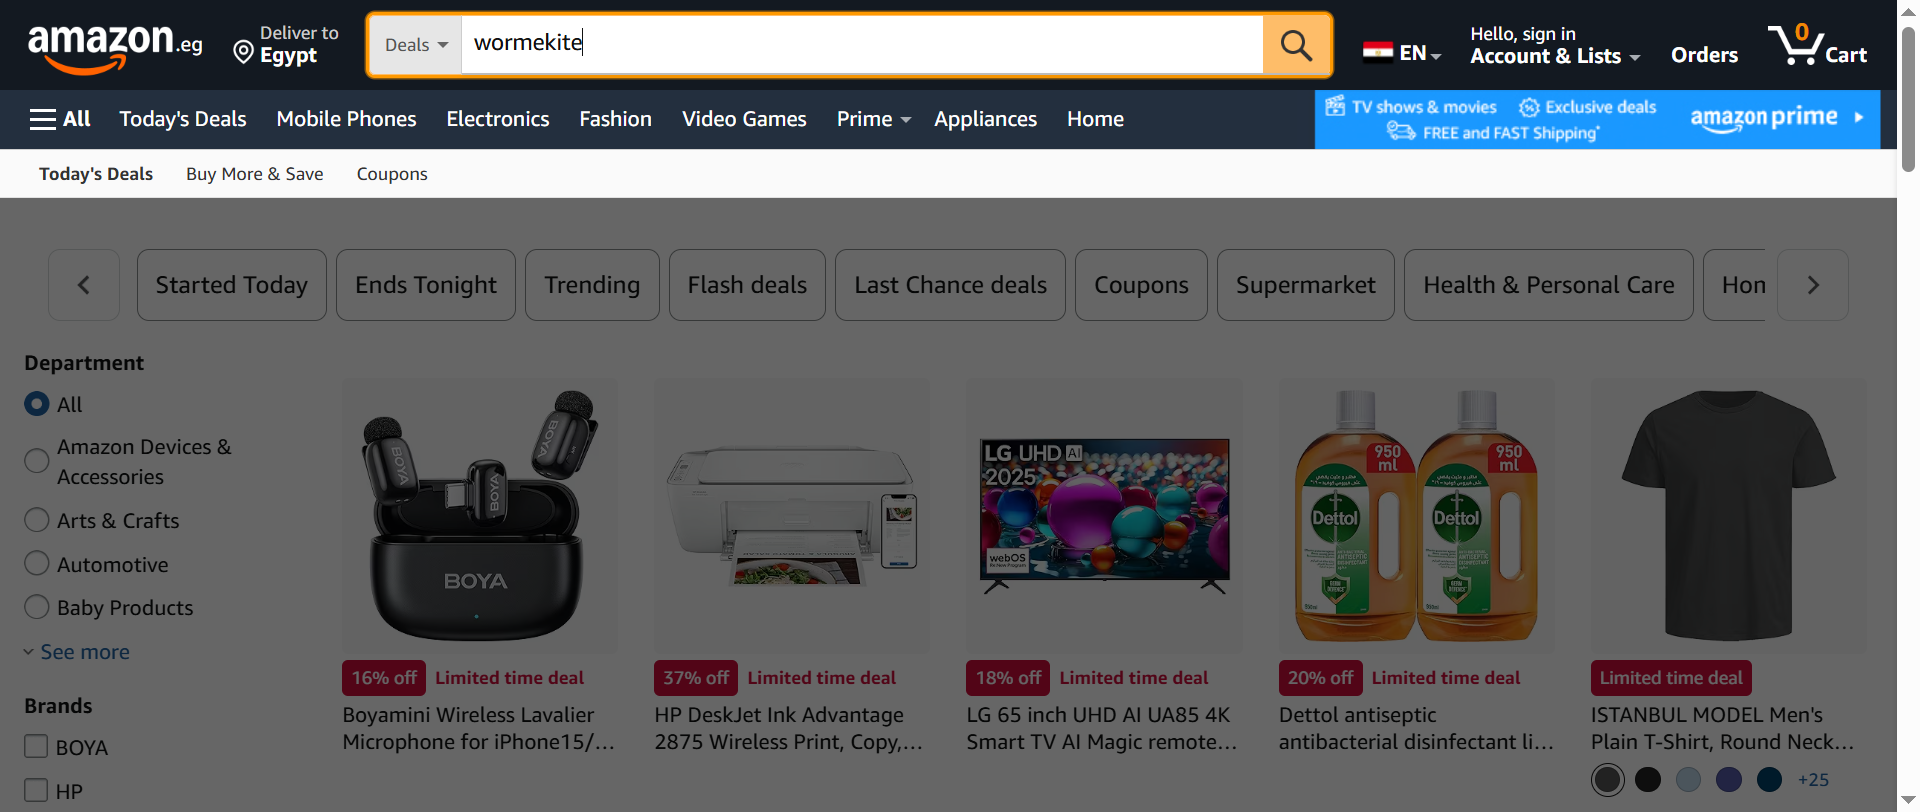 amazon.eg
Deliver to
Egypt
Deals
wormekite
EN
Hello, sign in
Account & Lists
Orders
0
Cart
All
Today's Deals
Mobile Phones
Electronics
Fashion
Video Games
Prime
Appliances
Home
TV shows & movies
Exclusive deals
FREE and FAST Shipping*
amazon prime
Today's Deals
Buy More & Save
Coupons
Started Today
Ends Tonight
Trending
Flash deals
Last Chance deals
Coupons
Supermarket
Health & Personal Care
Hon
Department
All
Amazon Devices &
Accessories
Arts & Crafts
Automotive
Baby Products
See more
Brands
BOYA
HP
BOYA
BOYA
BOYA
BOYA
16% off
Limited time deal
Boyamini Wireless Lavalier
Microphone for iPhone15/...
37% off
Limited time deal
HP DeskJet Ink Advantage
2875 Wireless Print, Copy,...
LG UHD AI
2025
webOS
18% off
Limited time deal
LG 65 inch UHD AI UA85 4K
Smart TV AI Magic remote...
950
ml
Dettol
950
ml
Dettol
20% off
Limited time deal
Dettol antiseptic
antibacterial disinfectant li...
Limited time deal
ISTANBUL MODEL Men's
Plain T-Shirt, Round Neck...
+25